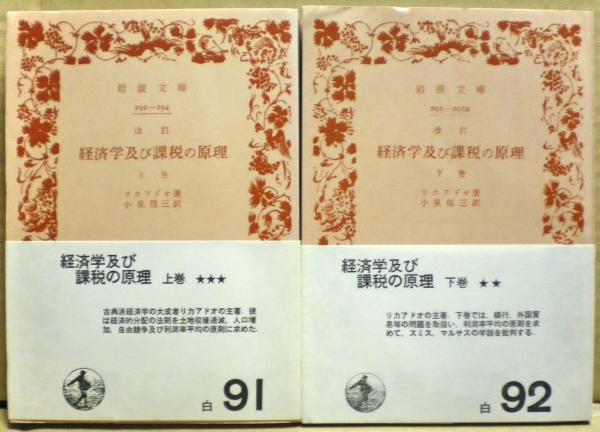 岩波文庫
292—294
改訂
経済学及び課税の原理
上巻
リカアドオ著
小泉信三訳
経済学及び
課税の原理 上巻 ★★★
古典派経済学の大成者リカアドオの主著. 彼
は経済的分配の法則を土地収穫逓減, 人口増
加, 自由競争及び利潤率平均の原則に求めた.
白 91
岩波文庫
295—295a
改訂
経済学及び課税の原理
下巻
リカアドオ著
小泉信三訳
経済学及び
課税の原理 下巻 ★★
リカアドオの主著. 下巻では, 銀行, 外国貿
易等の問題を取扱い, 利潤率平均の原則を求
めて, スミス, マルサスの学説を批判する.
白 92